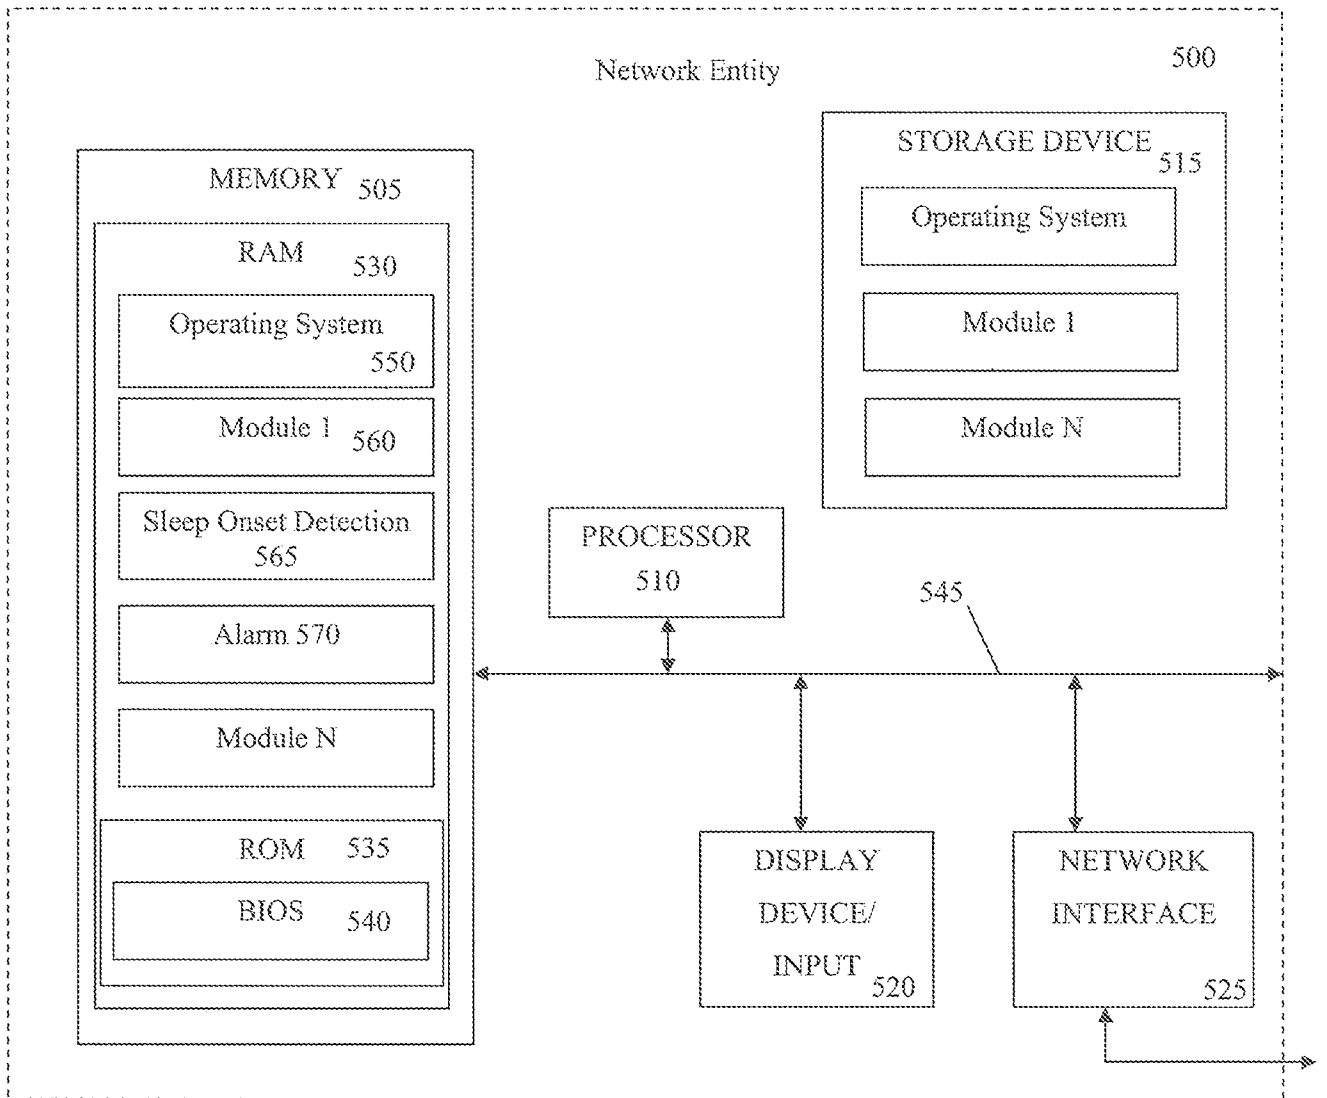 Network Entity
500
STORAGE DEVICE
515
Operating System
Module 1
Module N
MEMORY 505
RAM 530
Operating System
550
Module 1 560
Sleep Onset Detection
565
Alarm 570
Module N
ROM 535
BIOS 540
PROCESSOR
510
545
DISPLAY
DEVICE/
INPUT 520
NETWORK
INTERFACE
525